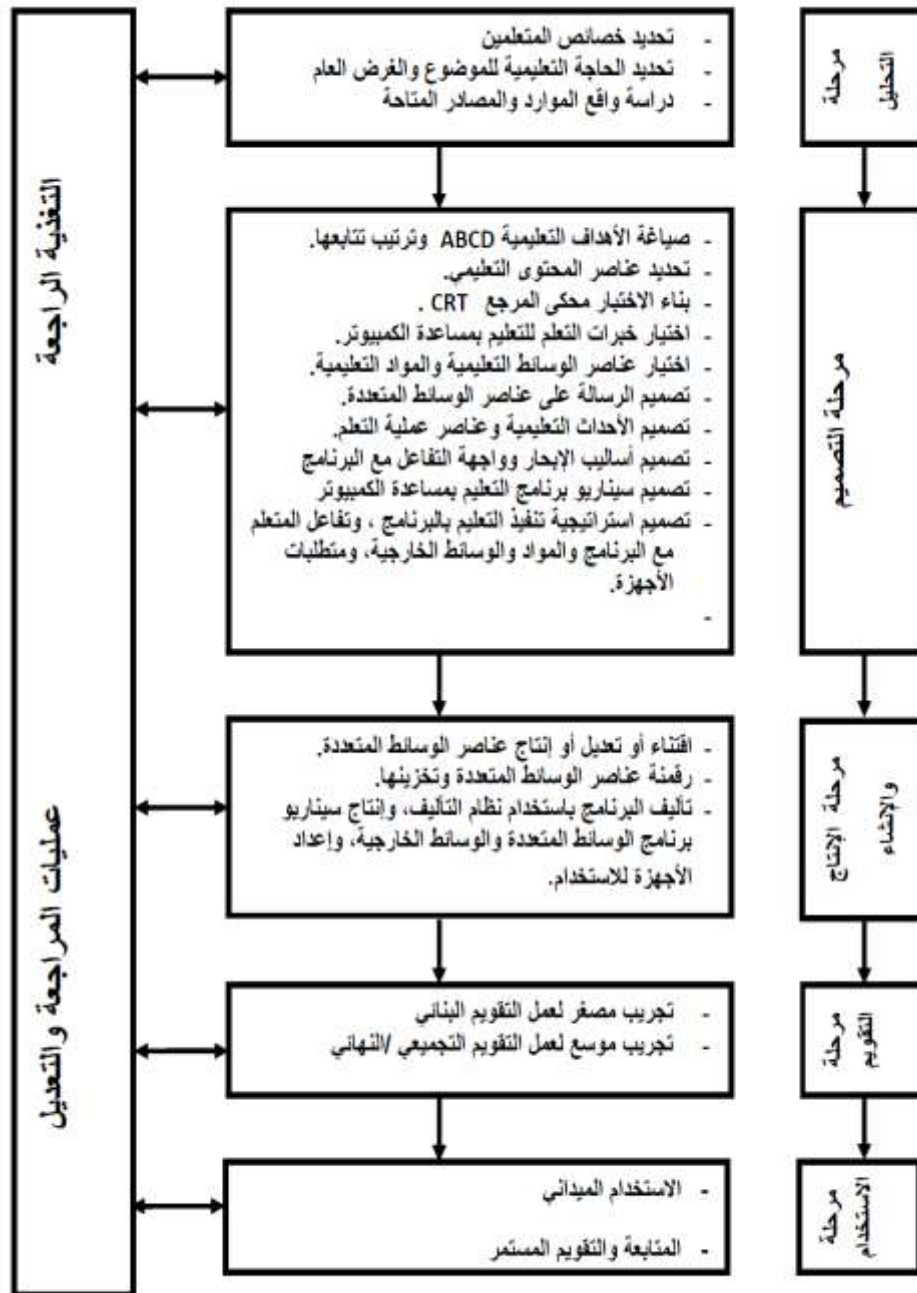 مرحلة
التحليل
- تحديد خصائص المتعلمين
- تحديد الحاجة التعليمية للموضوع والغرض العام
- دراسة واقع الموارد والمصادر المتاحة
مرحلة التصميم
- صياغة الأهداف التعليمية ABCD وترتيب تتابعها.
- تحديد عناصر المحتوى التعليمي.
- بناء الاختبار محكى المرجع CRT .
- اختيار خبرات التعلم للتعليم بمساعدة الكمبيوتر.
- اختيار عناصر الوسائط التعليمية والمواد التعليمية.
- تصميم الرسالة على عناصر الوسائط المتعددة.
- تصميم الأحداث التعليمية وعناصر عملية التعلم.
- تصميم أساليب الإبحار وواجهة التفاعل مع البرنامج
- تصميم سيناريو برنامج التعليم بمساعدة الكمبيوتر
- تصميم استراتيجية تنفيذ التعليم بالبرنامج ، وتفاعل المتعلم
مع البرنامج والمواد والوسائط الخارجية، ومتطلبات
الأجهزة.
-
مرحلة الإنتاج
والإنشاء
- اقتناء أو تعديل أو إنتاج عناصر الوسائط المتعددة.
- رقمنة عناصر الوسائط المتعددة وتخزينها.
- تأليف البرنامج باستخدام نظام التأليف، وإنتاج سيناريو
برنامج الوسائط المتعددة والوسائط الخارجية، وإعداد
الأجهزة للاستخدام.
مرحلة
التقويم
- تجريب مصغر لعمل التقويم البنائي
- تجريب موسع لعمل التقويم التجميعي /النهائي
مرحلة
الاستخدام
- الاستخدام الميداني
- المتابعة والتقويم المستمر
التغذية الراجعة
عمليات المراجعة والتعديل